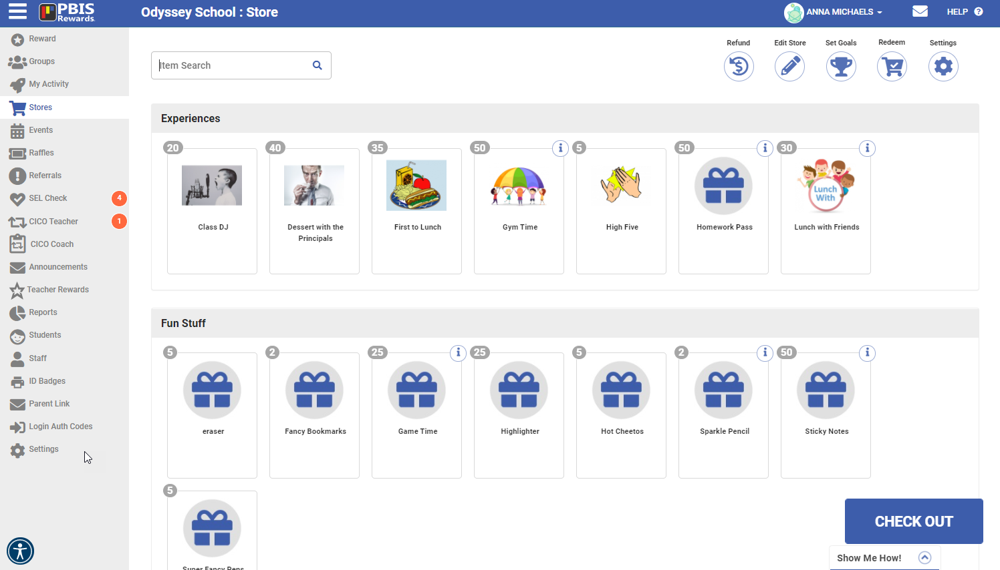 PBIS
Rewards
Odyssey School : Store
ANNA MICHAELS
HELP
Reward
Groups
My Activity
Stores
Events
Raffles
Referrals
SEL Check
4
CICO Teacher
1
CICO Coach
Announcements
Teacher Rewards
Reports
Students
Staff
ID Badges
Parent Link
Login Auth Codes
Settings
Item Search
Refund
Edit Store
Set Goals
Redeem
Settings
Experiences
20
Class DJ
40
Dessert with the
Principals
35
First to Lunch
50
Gym Time
5
High Five
50
Homework Pass
30
Lunch
With
Lunch with Friends
Fun Stuff
5
eraser
2
Fancy Bookmarks
25
Game Time
25
Highlighter
5
Hot Cheetos
2
Sparkle Pencil
50
Sticky Notes
5
Super Fancy Pens
CHECK OUT
Show Me How!